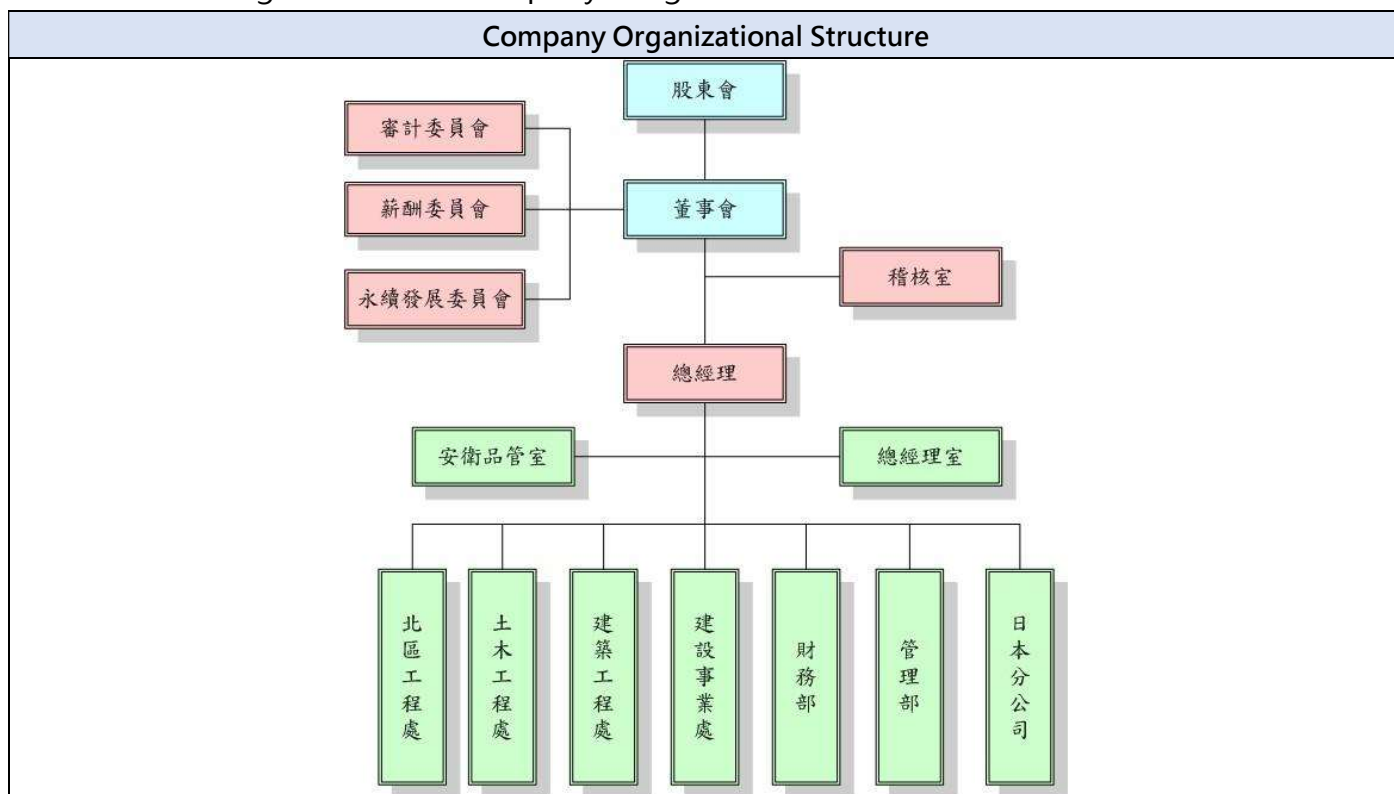 Company Organizational Structure
股東會
審計委員會
薪酬委員會
董事會
永續發展委員會
稽核室
總經理
安衛品管室
總經理室
北區工程處
土木工程處
建築工程處
建設事業處
財務部
管理部
日本分公司